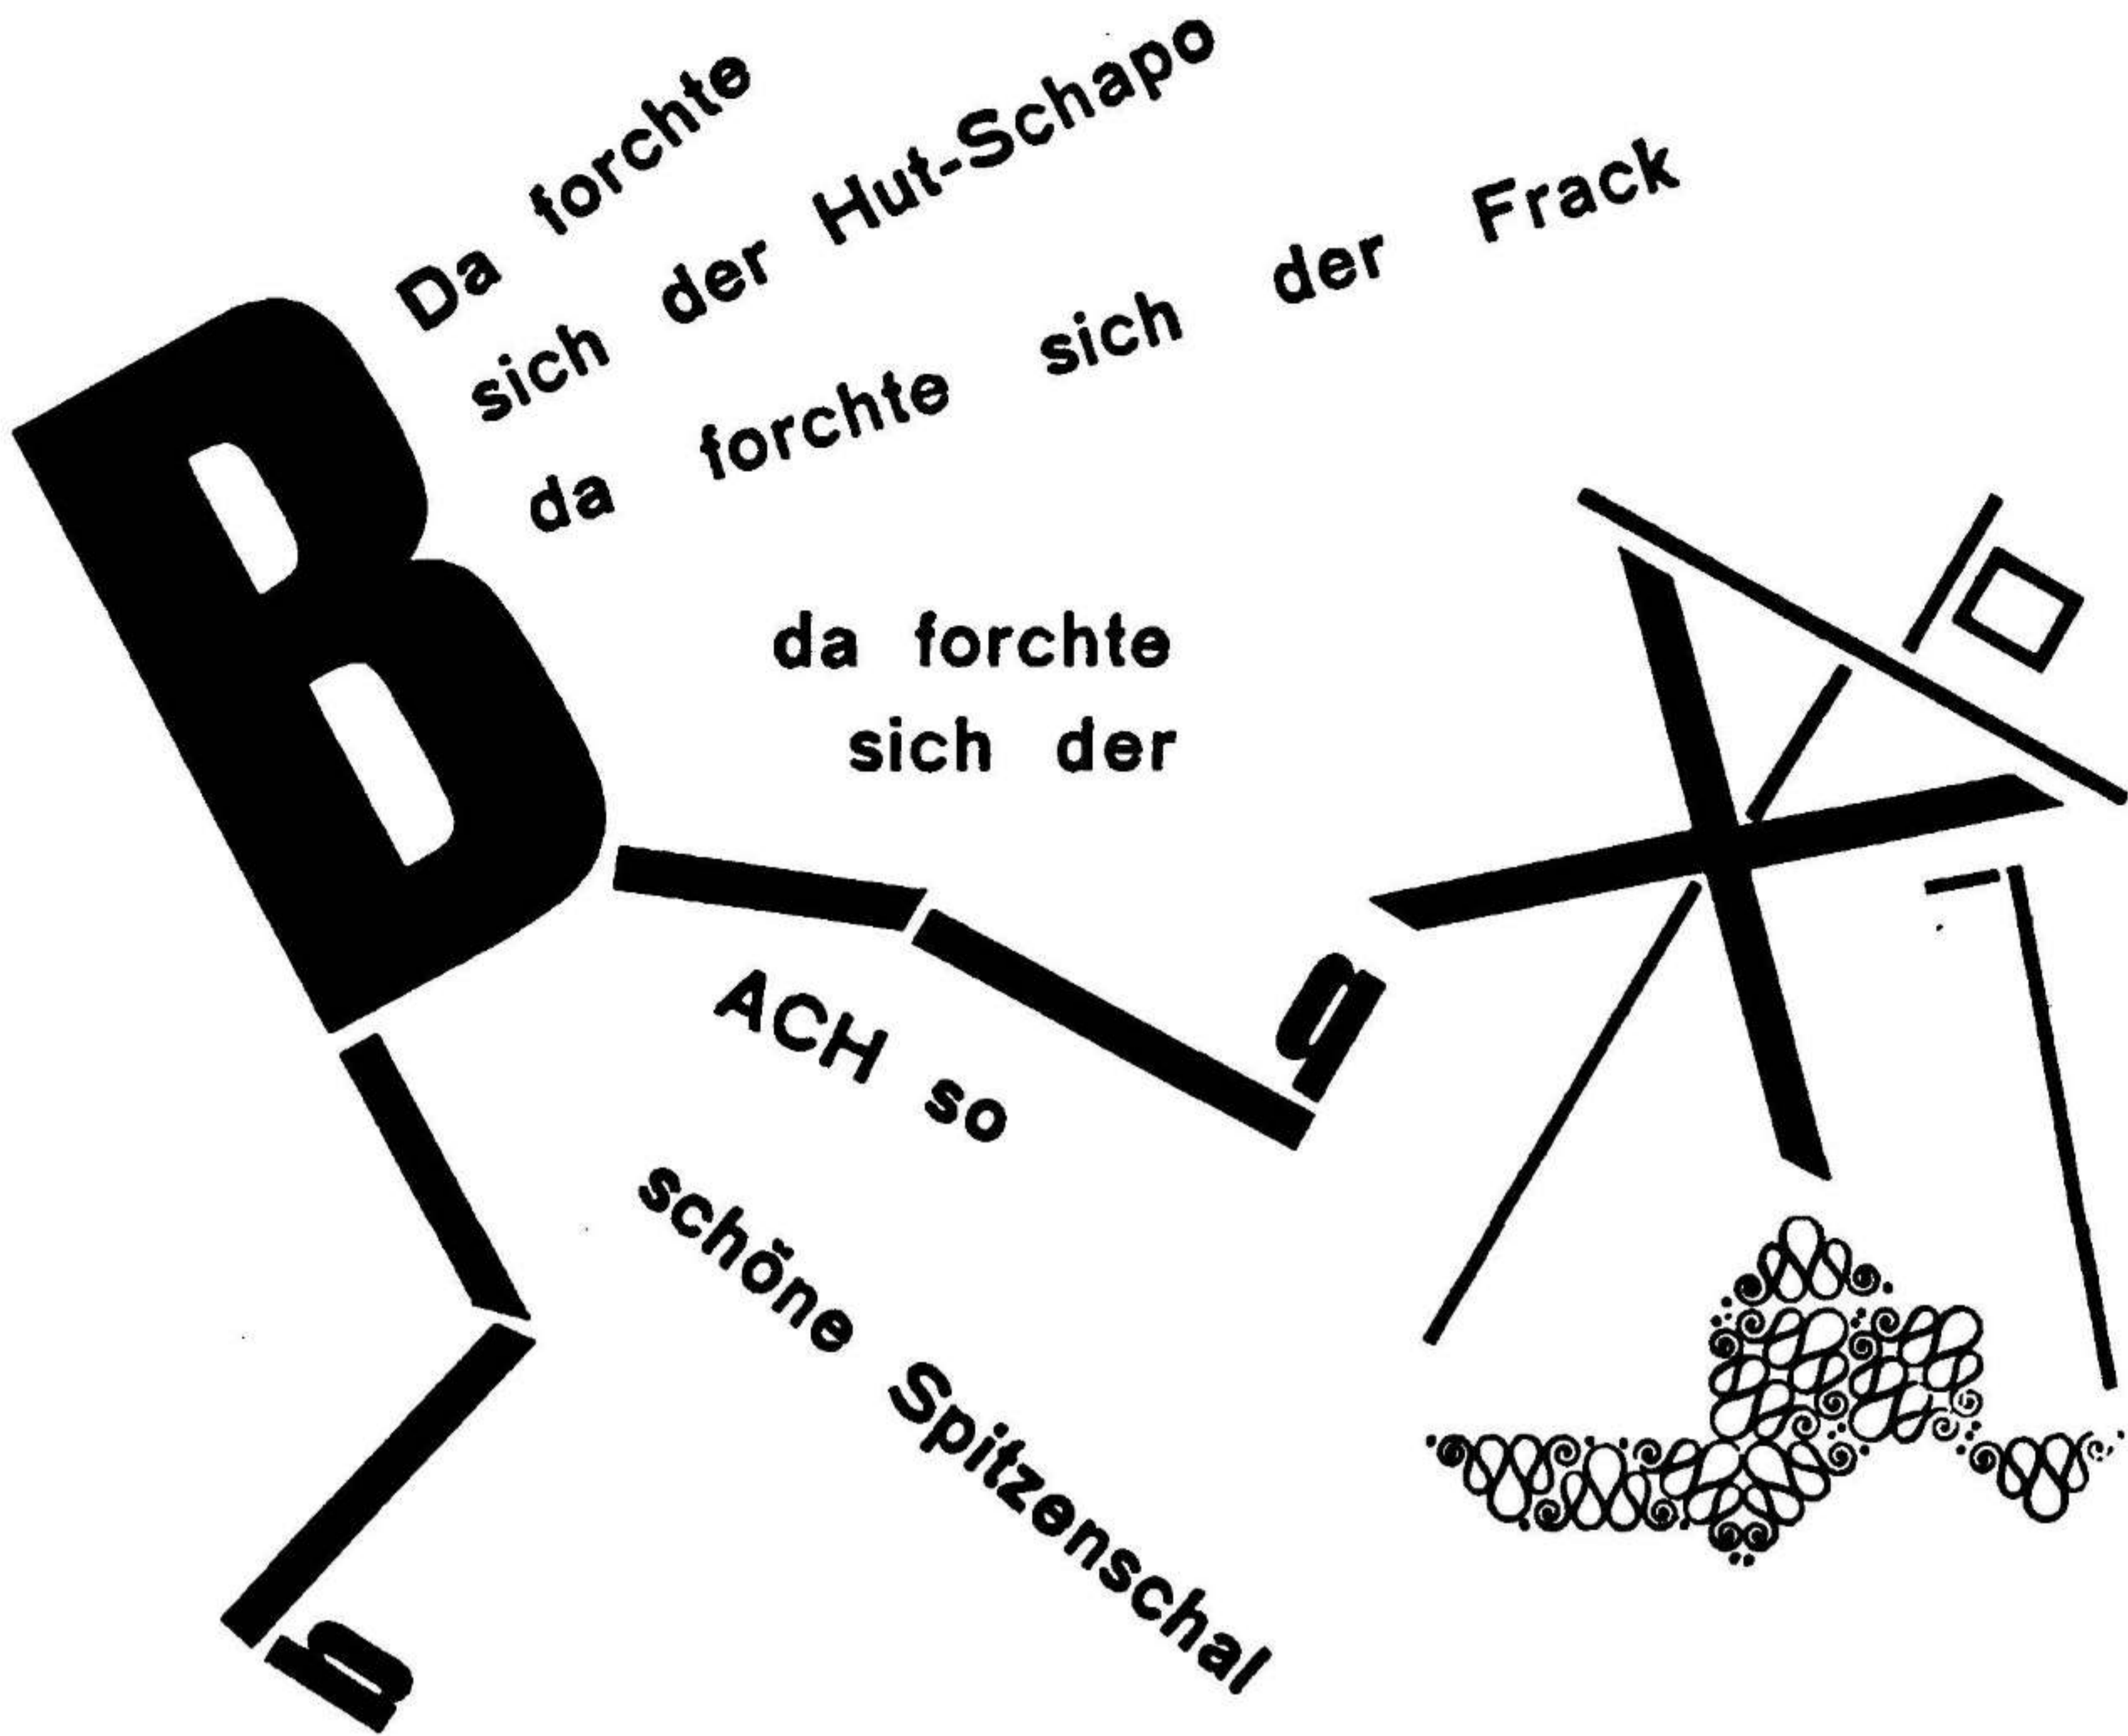 Da forchte
sich der Hut-Schapo
da forchte sich der Frack
da forchte
sich der
B
ACH so
schöne Spitzenschal
q
h
X